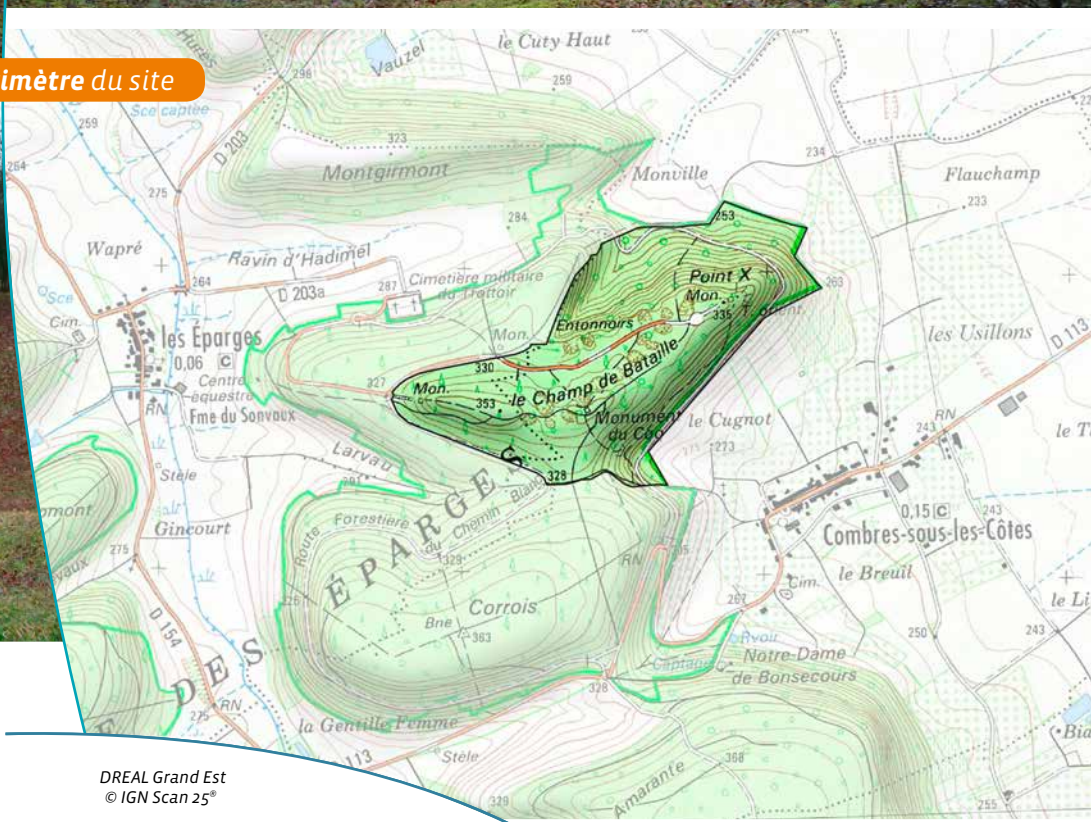 imètre du site
le Cuty Haut
Vauzel
298
259
234
Sce captée
259
D 203
323
264
275
Montgirmont
Monville
234
Flauchamp
233
284
253
Wapré
Ravin d'Hadimel
D 203a
287
Cimetière militaire
du Trottoir
264
Sce
Cim.
Point X
Mon.
335
263
les Éparges
0,06 C
Centre
équestre
RN
Fme du Sonvaux
Mon.
Entonnoirs
330
327
Mon.
353
le Champ de Bataille
les Usillons
D 113
Monument
du Coq
le Cugnot
273
RN
243
Larvau
328
Stèle
291
Gincourt
275
Route
Forestière
du Chemin Blanc
329
ÉPARGES
0,15 C
243
Combres-sous-les-Côtes
RN
le Breuil
Cim.
267
Corrois
Bne
363
D 154
DES
250
243
Rvoir
Captage
Notre-Dame
de Bonsecours
328
RN
275
la Gentille Femme
113
Stèle
368
Amarante
329
255
DREAL Grand Est
© IGN Scan 25®